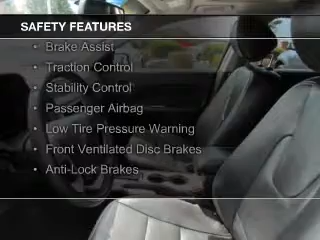 SAFETY FEATURES
• Brake Assist
• Traction Control
• Stability Control
• Passenger Airbag
• Low Tire Pressure Warning
• Front Ventilated Disc Brakes
• Anti-Lock Brakes